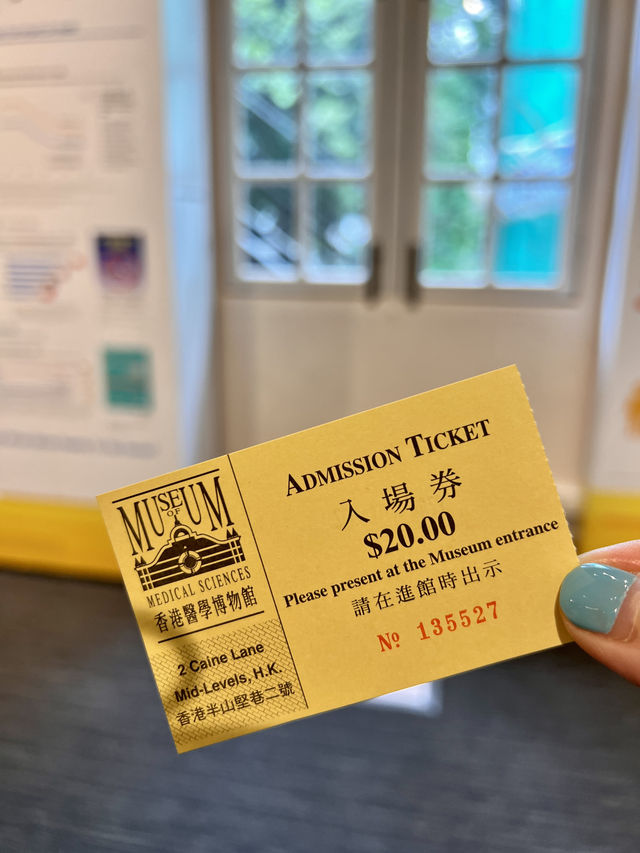 MUSEUM
OF
MEDICAL SCIENCES
香港醫學博物館
2 Caine Lane
Mid-Levels, H.K.
香港半山堅巷二號
ADMISSION TICKET
入場券
$20.00
Please present at the Museum entrance
請在進館時出示
Nº 135527